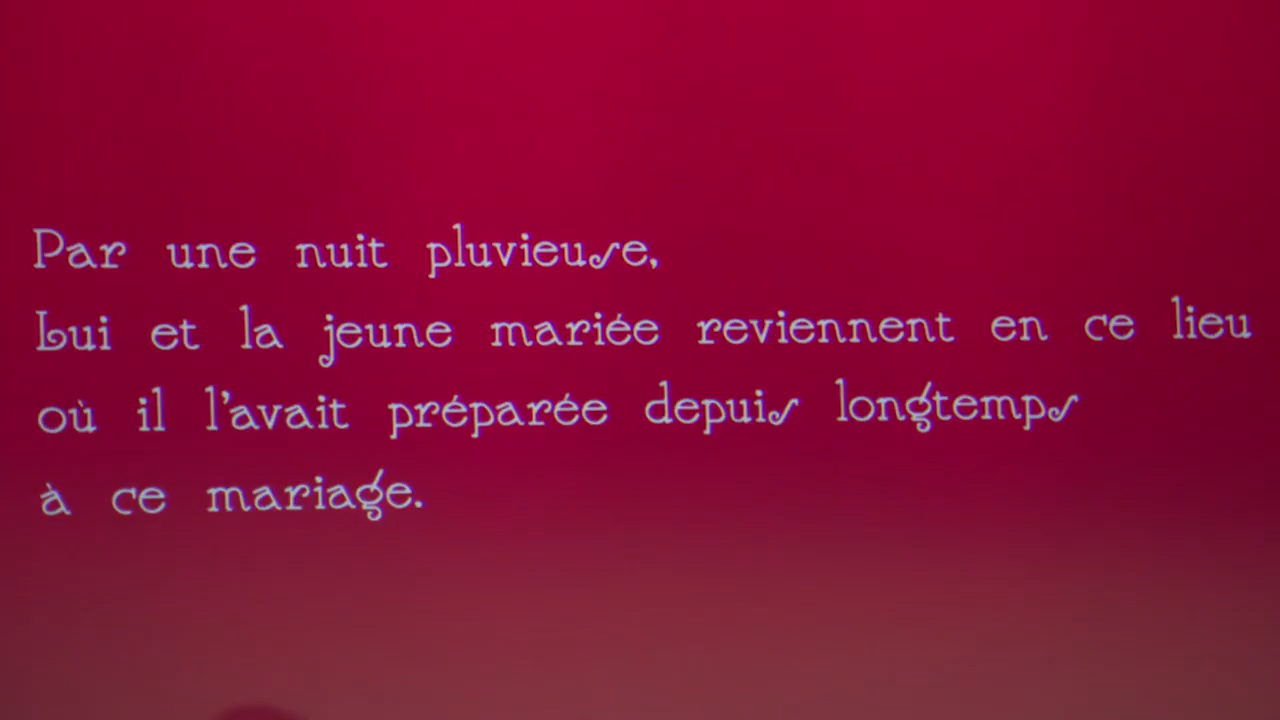 Par une nuit pluvieuse,
Lui et la jeune mariée reviennent en ce lieu
où il l'avait préparée depuis longtemps
à ce mariage.